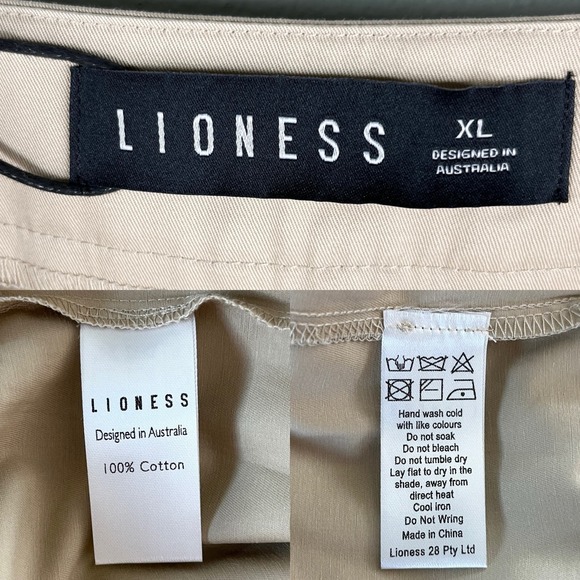 LIONESS
XL
DESIGNED IN
AUSTRALIA
LIONESS
Designed in Australia
100% Cotton
Hand wash cold
with like colours
Do not soak
Do not bleach
Do not tumble dry
Lay flat to dry in the
shade, away from
direct heat
Cool iron
Do Not Wring
Made in China
Lioness 28 Pty Ltd